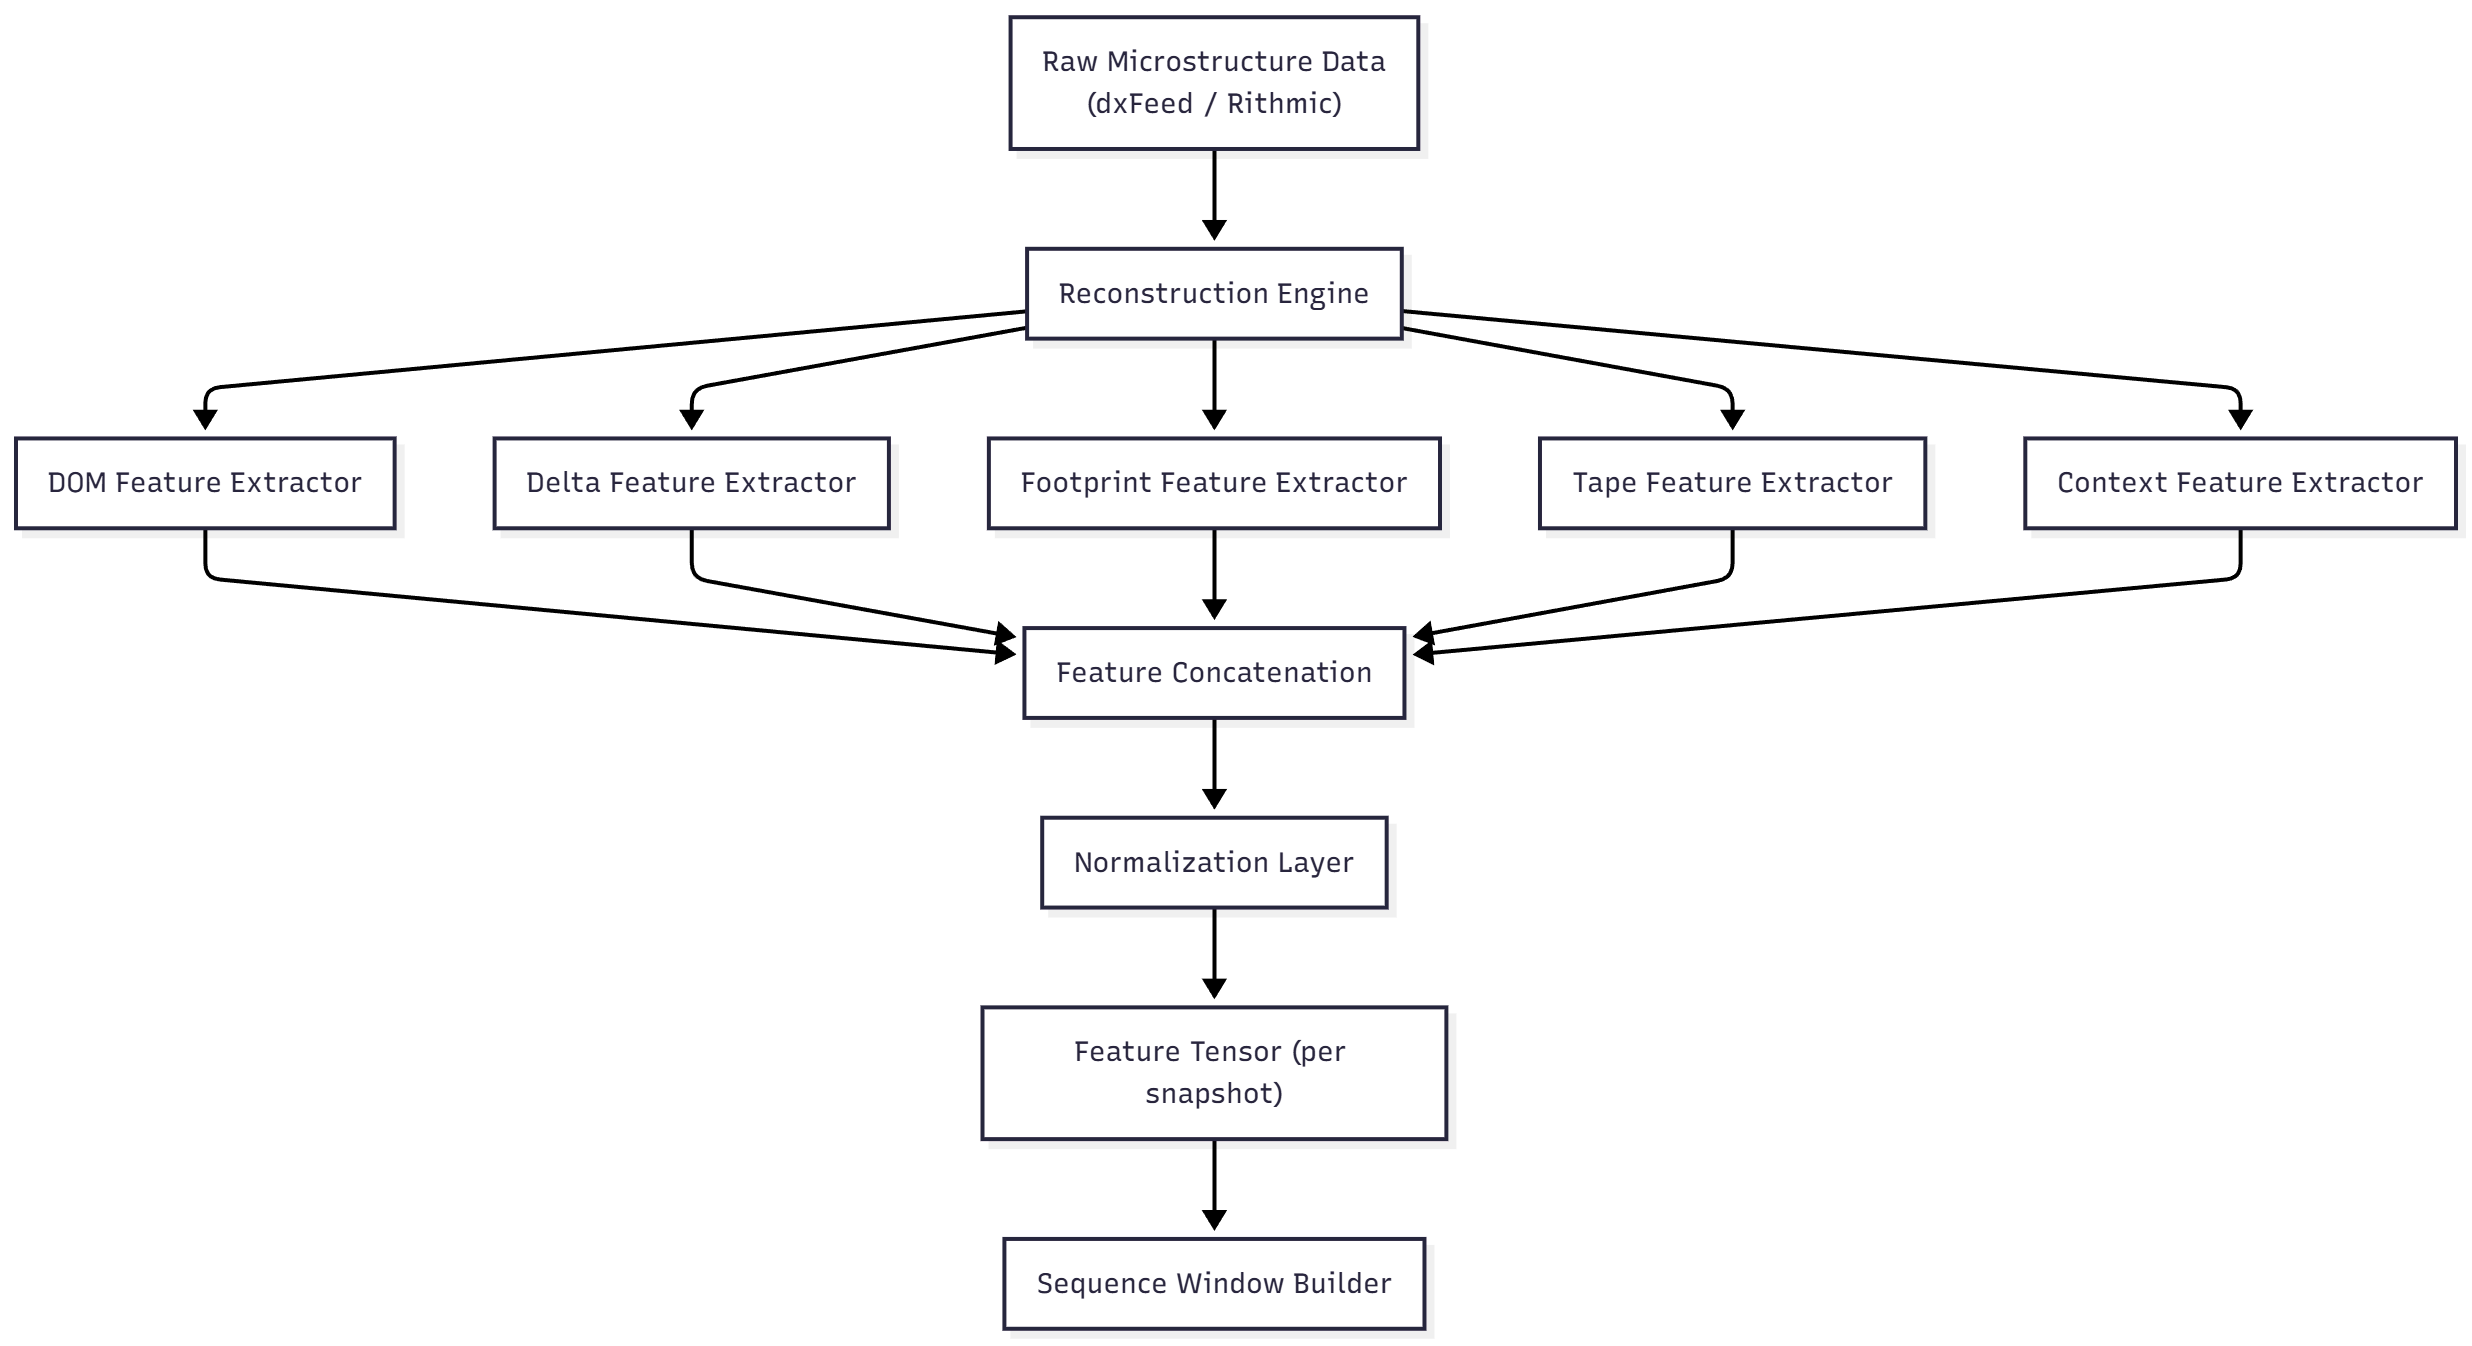 Raw Microstructure Data
(dxFeed / Rithmic)
Reconstruction Engine
DOM Feature Extractor
Delta Feature Extractor
Footprint Feature Extractor
Tape Feature Extractor
Context Feature Extractor
Feature Concatenation
Normalization Layer
Feature Tensor (per
snapshot)
Sequence Window Builder